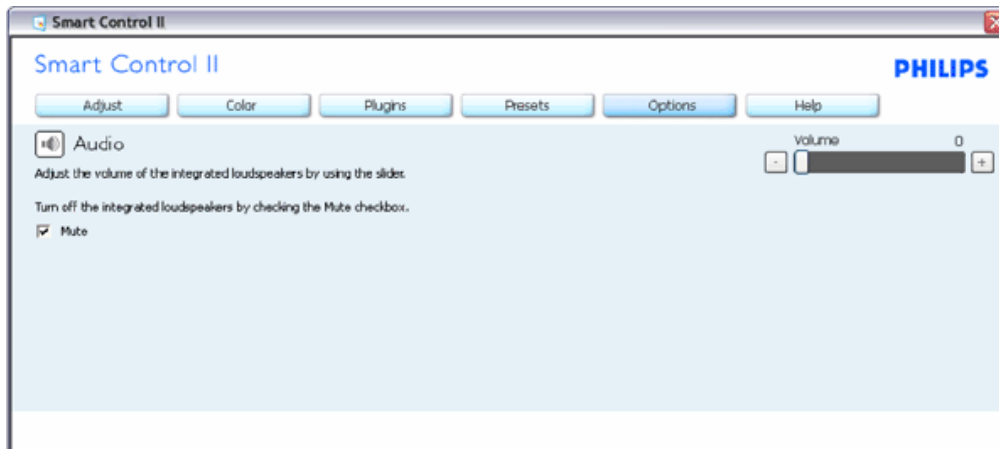 Smart Control II
Smart Control II
PHILIPS
Adjust Color Plugins Presets Options Help
Audio
Volume 0
- +
Adjust the volume of the integrated loudspeakers by using the slider.
Turn off the integrated loudspeakers by checking the Mute checkbox.
Mute